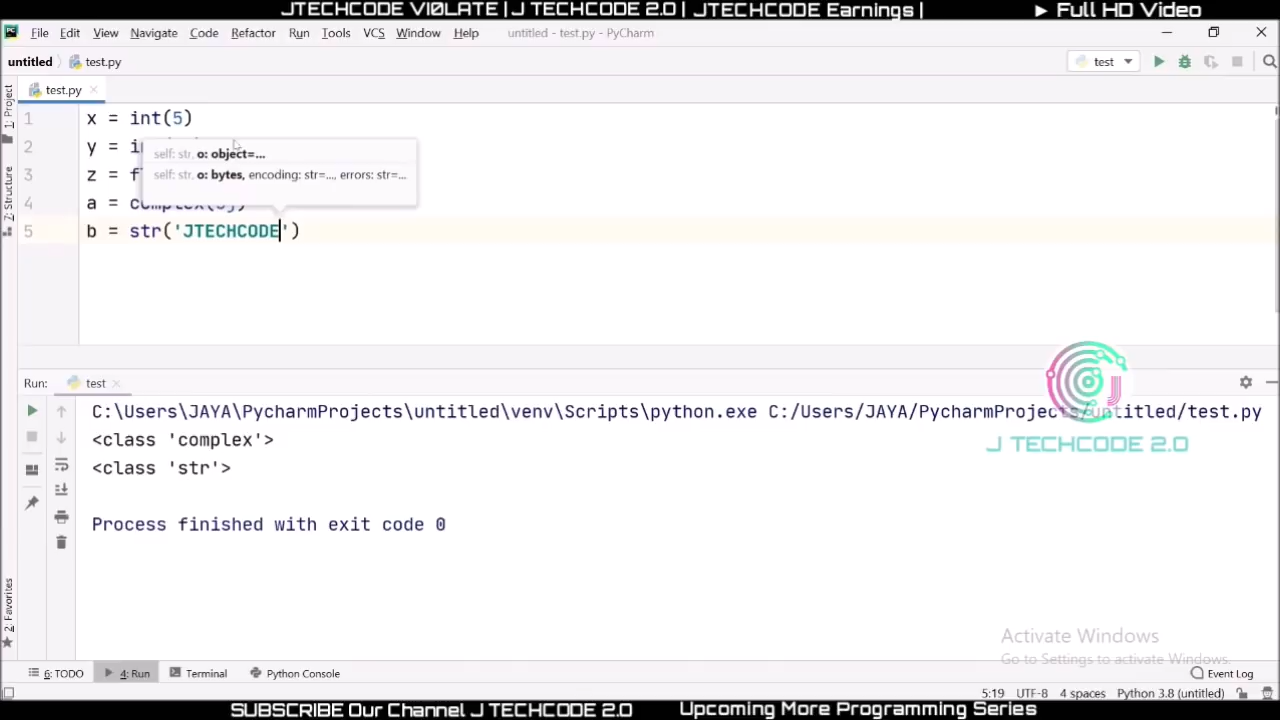 JTECHCODE VI0LATE | J TECHCODE 2.0 | JTECHCODE Earnings | ► Full HD Video
File Edit View Navigate Code Refactor Run Tools VCS Window Help untitled - test.py - PyCharm
untitled test.py test
test.py
1 x = int(5)
2 y =
self: str, o: object=...
3 z =
self: str, o: bytes, encoding: str=..., errors: str=...
4 a =
5 b = str('JTECHCODE')
1: Project
7: Structure
2: Favorites
Run: test
C:\Users\JAYA\PycharmProjects\untitled\venv\Scripts\python.exe C:/Users/JAYA/PycharmProjects/untitled/test.py
<class 'complex'>
<class 'str'>
Process finished with exit code 0
J TECHCODE 2.0
Activate Windows
Go to Settings to activate Windows.
6: TODO 4: Run Terminal Python Console Event Log
5:19 UTF-8 4 spaces Python 3.8 (untitled)
SUBSCRIBE Our Channel J TECHCODE 2.0 Upcoming More Programming Series